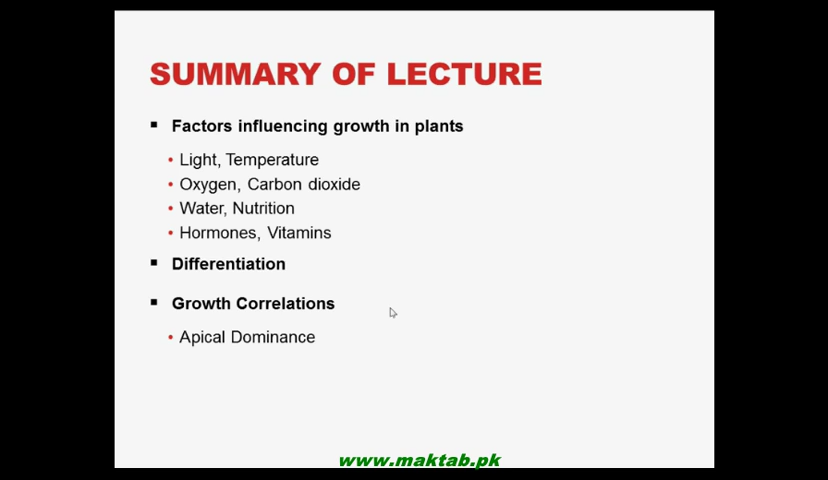 SUMMARY OF LECTURE
▪ Factors influencing growth in plants
• Light, Temperature
• Oxygen, Carbon dioxide
• Water, Nutrition
• Hormones, Vitamins
▪ Differentiation
▪ Growth Correlations
• Apical Dominance
www.maktab.pk